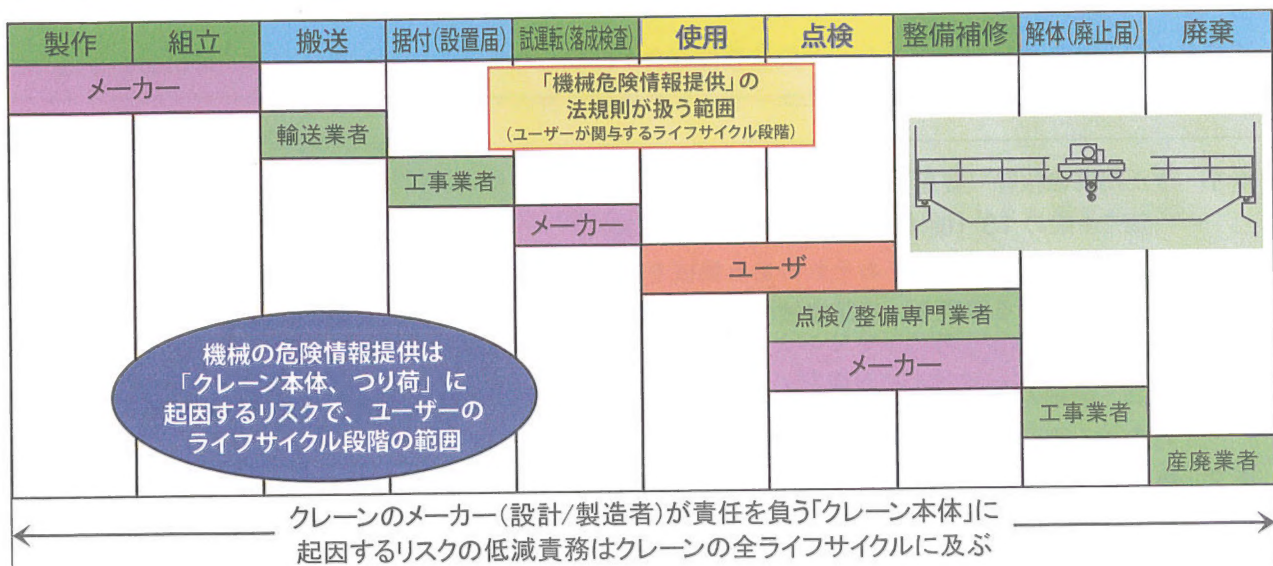 製作
組立
搬送
据付(設置届)
試運転(落成検査)
使用
点検
整備補修
解体(廃止届)
廃棄
メーカー
「機械危険情報提供」の
法規則が扱う範囲
(ユーザーが関与するライフサイクル段階)
輸送業者
工事業者
メーカー
ユーザ
点検/整備専門業者
機械の危険情報提供は
「クレーン本体、つり荷」に
起因するリスクで、ユーザーの
ライフサイクル段階の範囲
メーカー
工事業者
産廃業者
クレーンのメーカー(設計/製造者)が責任を負う「クレーン本体」に
起因するリスクの低減責務はクレーンの全ライフサイクルに及ぶ